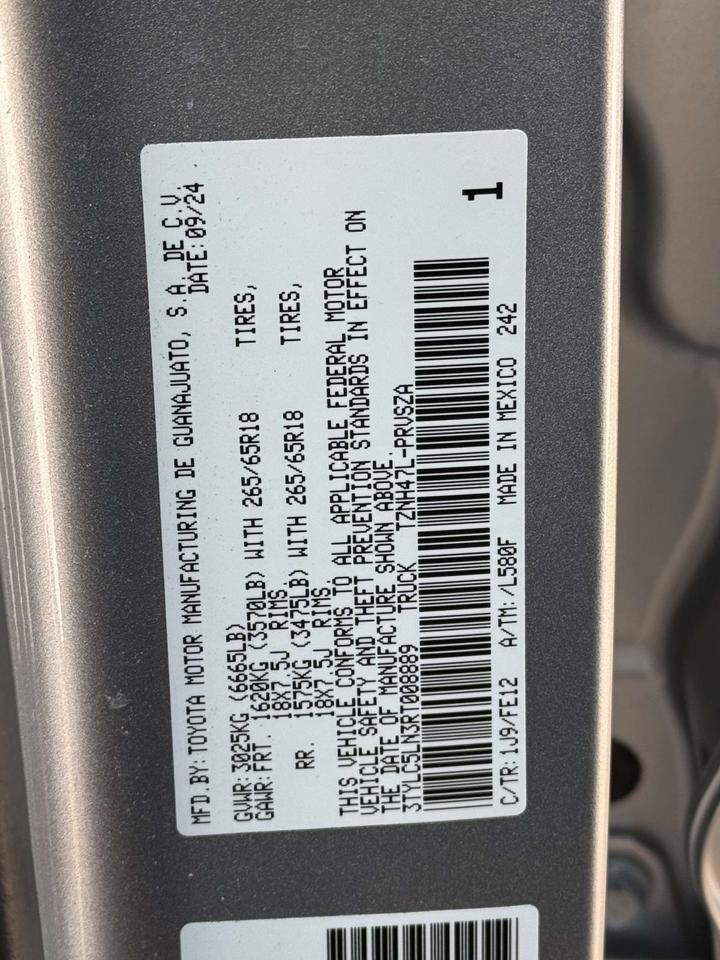 MFD.BY:TOYOTA MOTOR MANUFACTURING DE GUANAJUATO, S.A. DE C.V.
DATE:09/24
GVWR:3025KG (6665LB)
GAWR:FRT. 1620KG (3570LB) WITH 265/65R18 TIRES,
18X7.5J RIMS.
RR. 1575KG (3475LB) WITH 265/65R18 TIRES,
18X7.5J RIMS.
THIS VEHICLE CONFORMS TO ALL APPLICABLE FEDERAL MOTOR
VEHICLE SAFETY AND THEFT PREVENTION STANDARDS IN EFFECT ON
THE DATE OF MANUFACTURE SHOWN ABOVE.
3TYLC5LN3RT008889 TRUCK TZNH47L-PRVSZA
1
C/TR:1J9/FE12 A/TM:/L580F MADE IN MEXICO 242